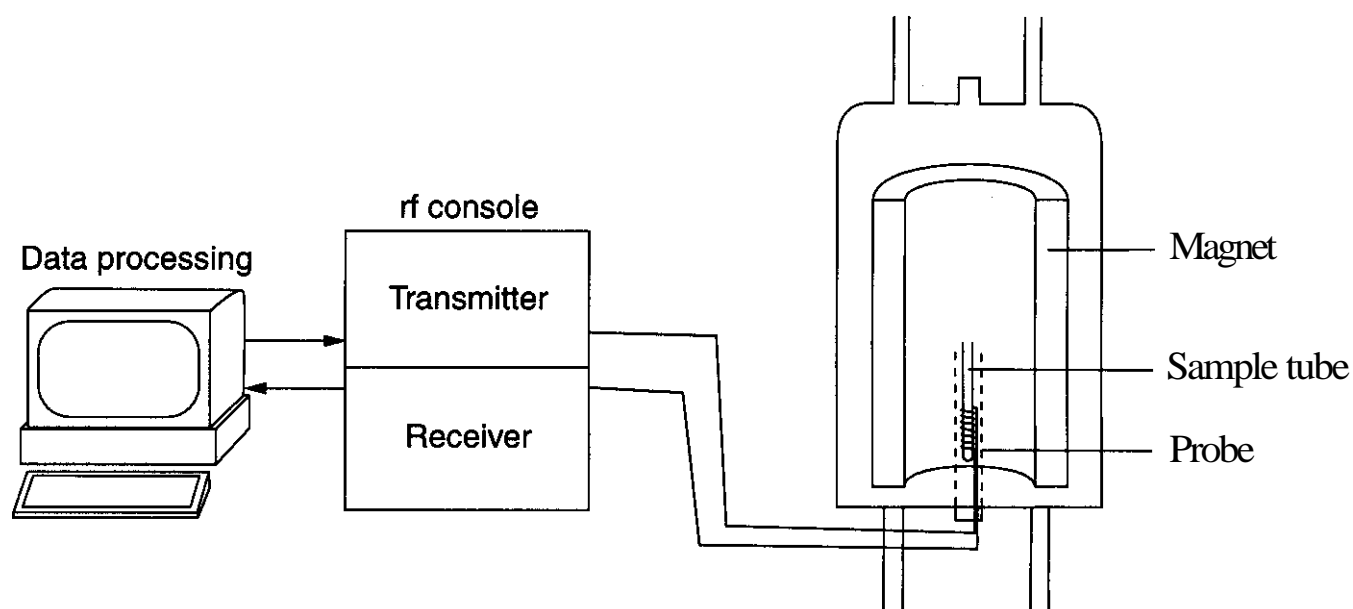 rf console
Data processing
Transmitter
Receiver
Magnet
Sample tube
Probe